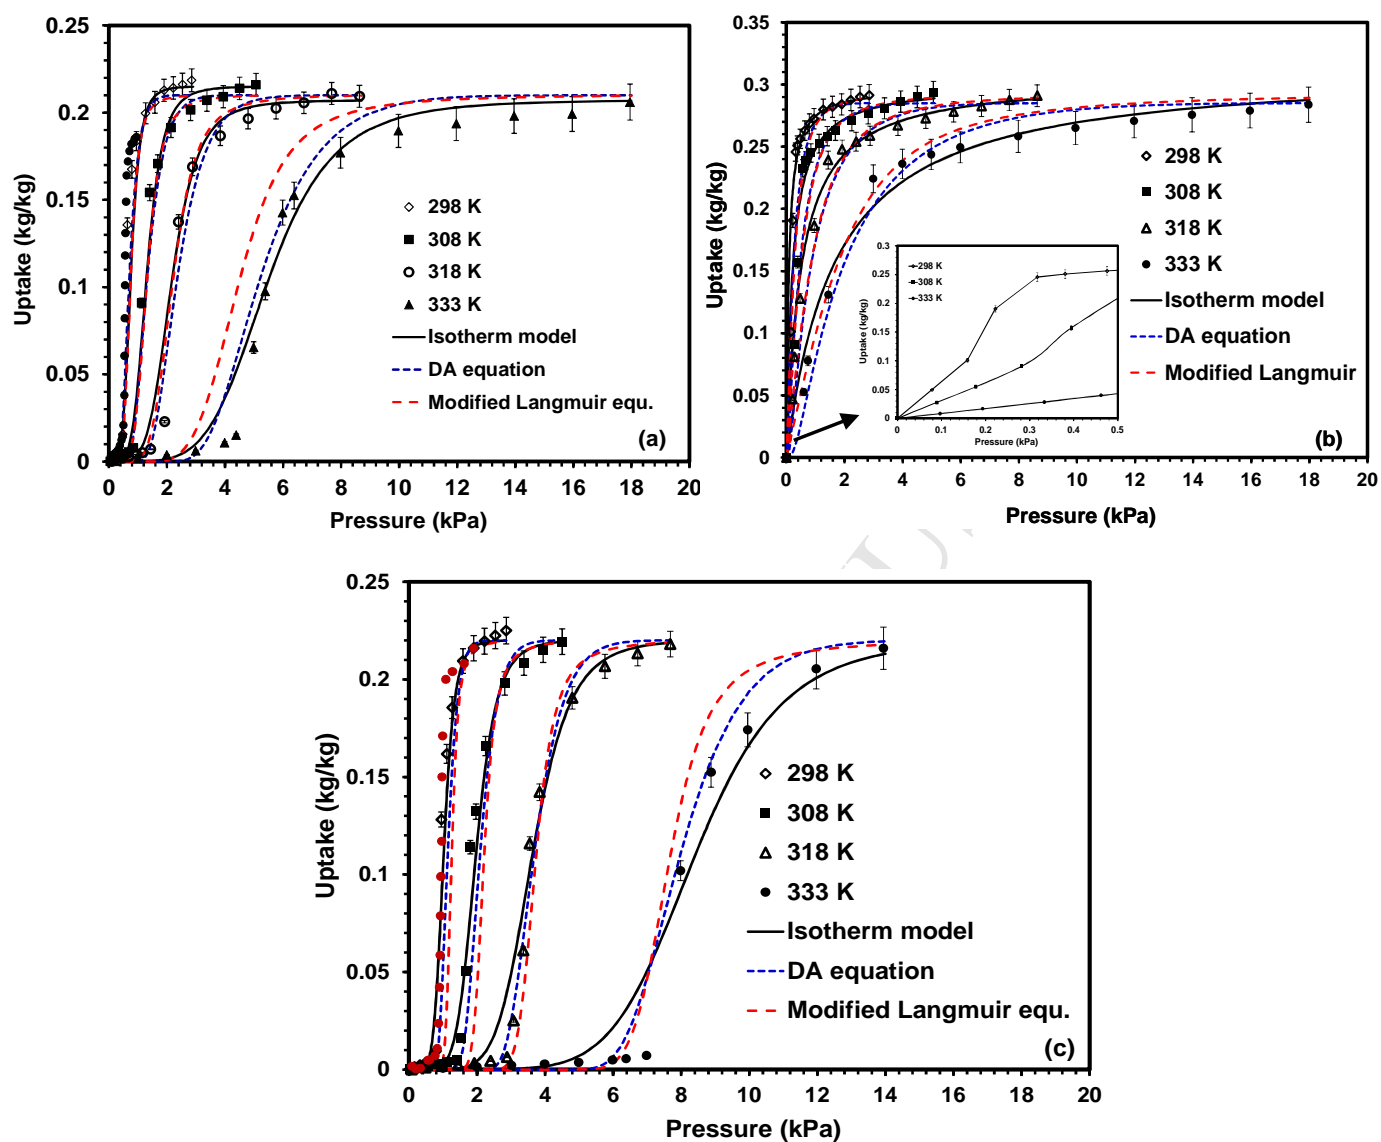 0.25
0.2
0.15
0.1
0.05
0
Uptake (kg/kg)
298 K
308 K
318 K
333 K
Isotherm model
DA equation
Modified Langmuir equ.
(a)
0 2 4 6 8 10 12 14 16 18 20
Pressure (kPa)
0.35
0.3
0.25
0.2
0.15
0.1
0.05
0
Uptake (kg/kg)
298 K
308 K
318 K
333 K
Isotherm model
DA equation
Modified Langmuir
0.3
0.25
0.2
0.15
0.1
0.05
0
Uptake (kg/kg)
298 K
308 K
333 K
0 0.1 0.2 0.3 0.4 0.5
Pressure (kPa)
(b)
0 2 4 6 8 10 12 14 16 18 20
Pressure (kPa)
0.25
0.2
0.15
0.1
0.05
0
Uptake (kg/kg)
298 K
308 K
318 K
333 K
Isotherm model
DA equation
Modified Langmuir equ.
(c)
0 2 4 6 8 10 12 14 16 18 20
Pressure (kPa)